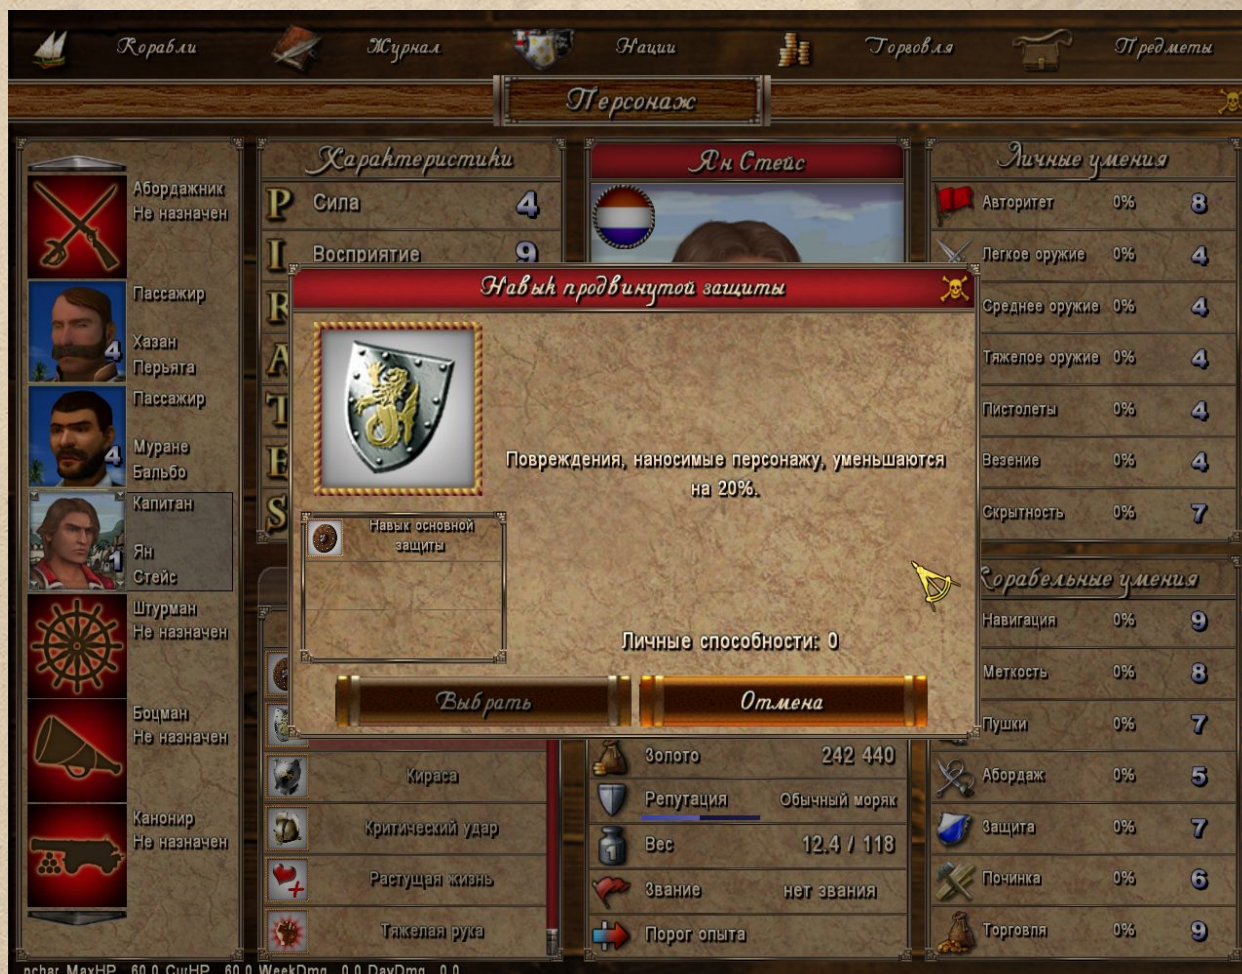 Корабли
Журнал
Нации
Торговля
Предметы
Персонаж
Абордажник
Не назначен
Пассажир
4
Хазан
Перьята
Пассажир
4
Муране
Бальбо
Капитан
1
Ян
Стейс
Штурман
Не назначен
Боцман
Не назначен
Канонир
Не назначен
Характеристики
P Сила 4
I Восприятие 9
R
A
T
E
S
Ян Стейс
Навык продвинутой защиты
Повреждения, наносимые персонажу, уменьшаются
на 20%.
Навык основной
защиты
Личные способности: 0
Выбрать
Отмена
Кираса
Критический удар
Растущая жизнь
Тяжелая рука
Золото 242 440
Репутация Обычный моряк
Вес 12.4 / 118
Звание нет звания
Порог опыта
Личные умения
Авторитет 0% 8
Легкое оружие 0% 4
Среднее оружие 0% 4
Тяжелое оружие 0% 4
Пистолеты 0% 4
Везение 0% 4
Скрытность 0% 7
Корабельные умения
Навигация 0% 9
Меткость 0% 8
Пушки 0% 7
Абордаж 0% 5
Защита 0% 7
Починка 0% 6
Торговля 0% 9
pchar MaxHP 60.0 CurHP 60.0 WeekDmg 0.0 DayDmg 0.0